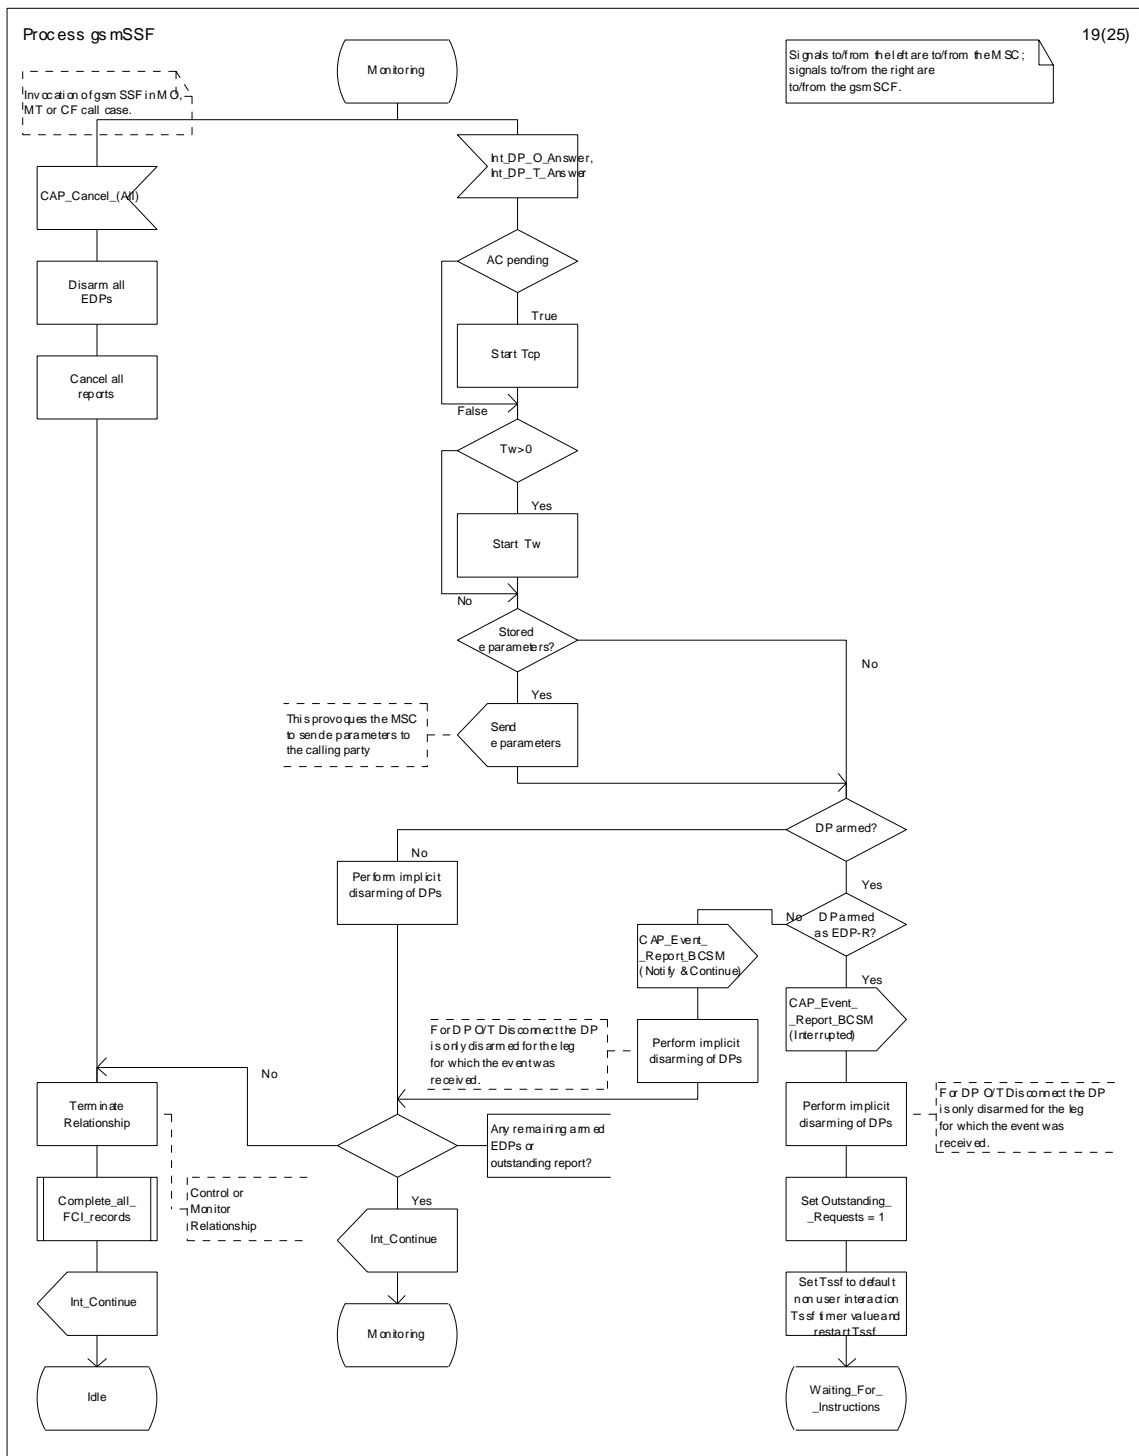 Process gsmSSF
19(25)
Signals to/from the left are to/from the MSC;
signals to/from the right are
to/from the gsmSCF.
Monitoring
Invocation of gsmSSF in MO,
MT or CF call case.
CAP_Cancel_(All)
Disarm all
EDPs
Cancel all
reports
Int_DP_O_Answer,
Int_DP_T_Answer
AC pending
True
Start Tcp
False
Tw>0
Yes
Start Tw
No
Stored
e parameters?
No
Yes
This provoques the MSC
to send e parameters to
the calling party
Send
e parameters
DP armed?
No
Perform implicit
disarming of DPs
Yes
No
DP armed
as EDP-R?
CAP_Event_
_Report_BCSM
(Notify & Continue)
Yes
CAP_Event_
_Report_BCSM
(Interrupted)
For DP O/T Disconnect the DP
is only disarmed for the leg
for which the event was
received.
Perform implicit
disarming of DPs
No
Terminate
Relationship
Any remaining armed
EDPs or
outstanding report?
Perform implicit
disarming of DPs
For DP O/T Disconnect the DP
is only disarmed for the leg
for which the event was
received.
Complete_all_
FCI_records
Control or
Monitor
Relationship
Yes
Int_Continue
Set Outstanding_
_Requests = 1
Int_Continue
Monitoring
Set Tssf to default
non user interaction
Tssf timer value and
restart Tssf
Idle
Waiting_For_
_Instructions